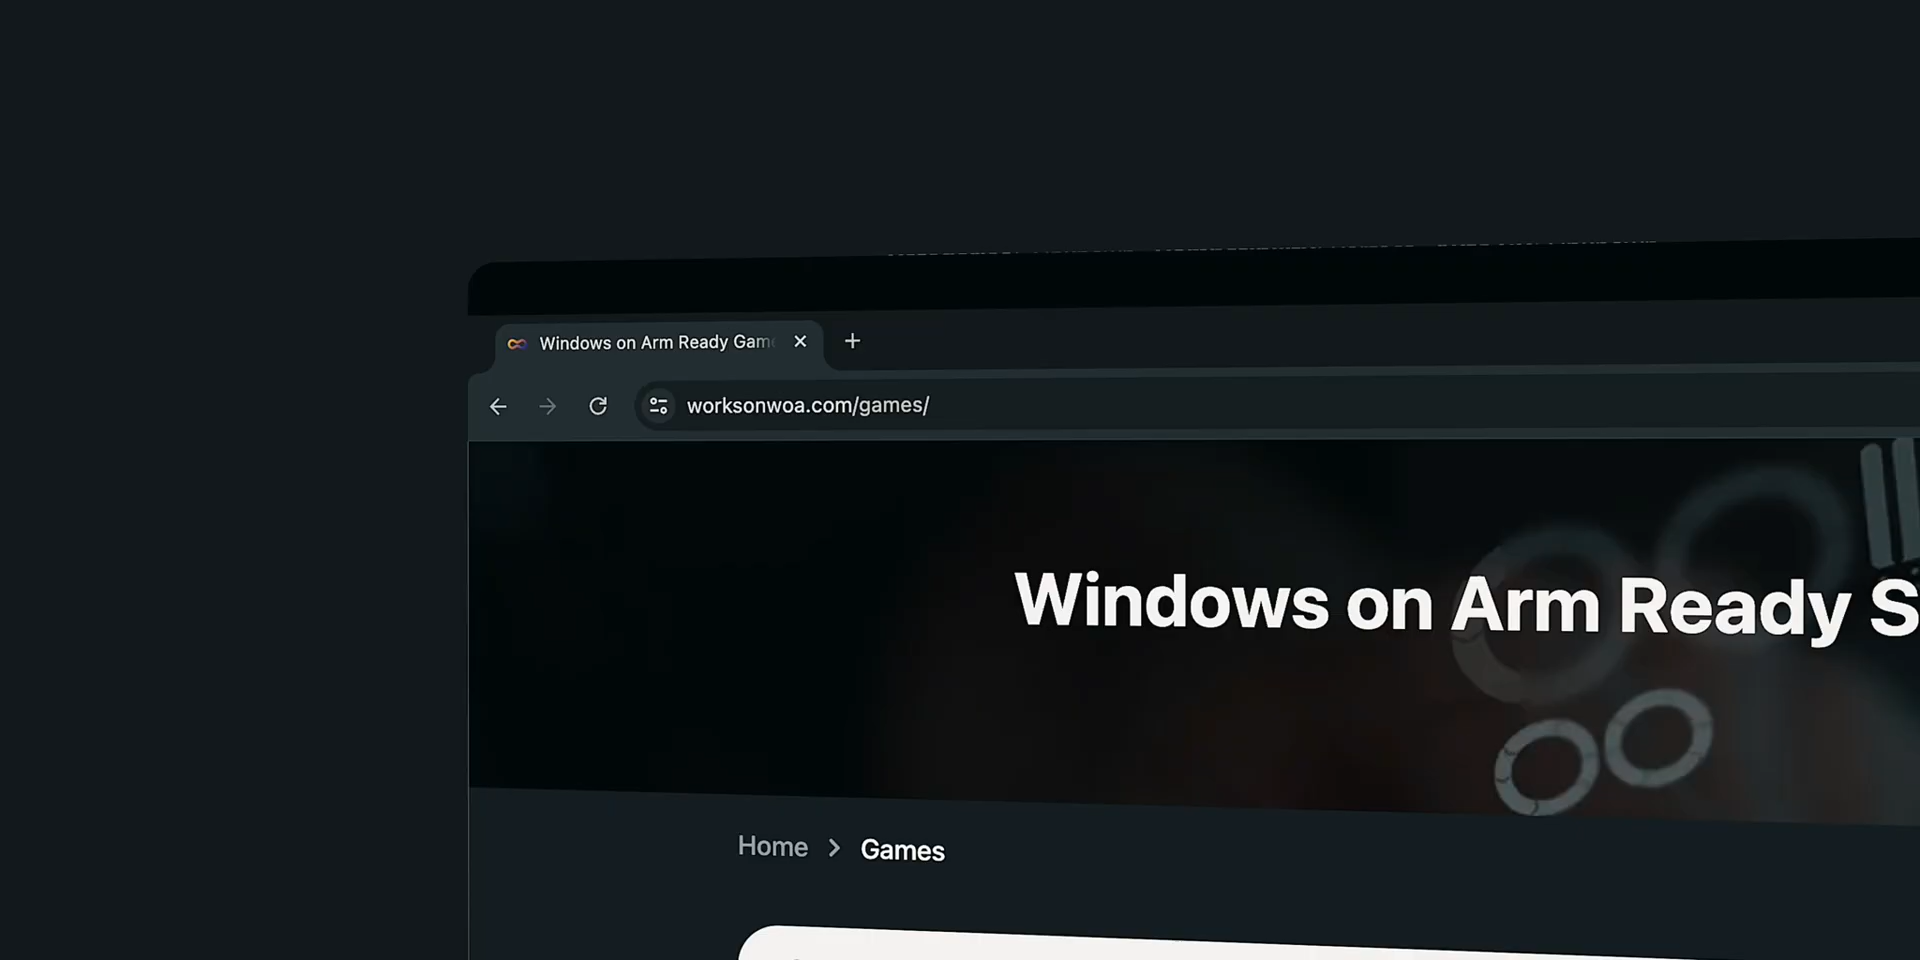 Windows on Arm Ready Gam
worksonwoa.com/games/
Windows on Arm Ready S
Home > Games